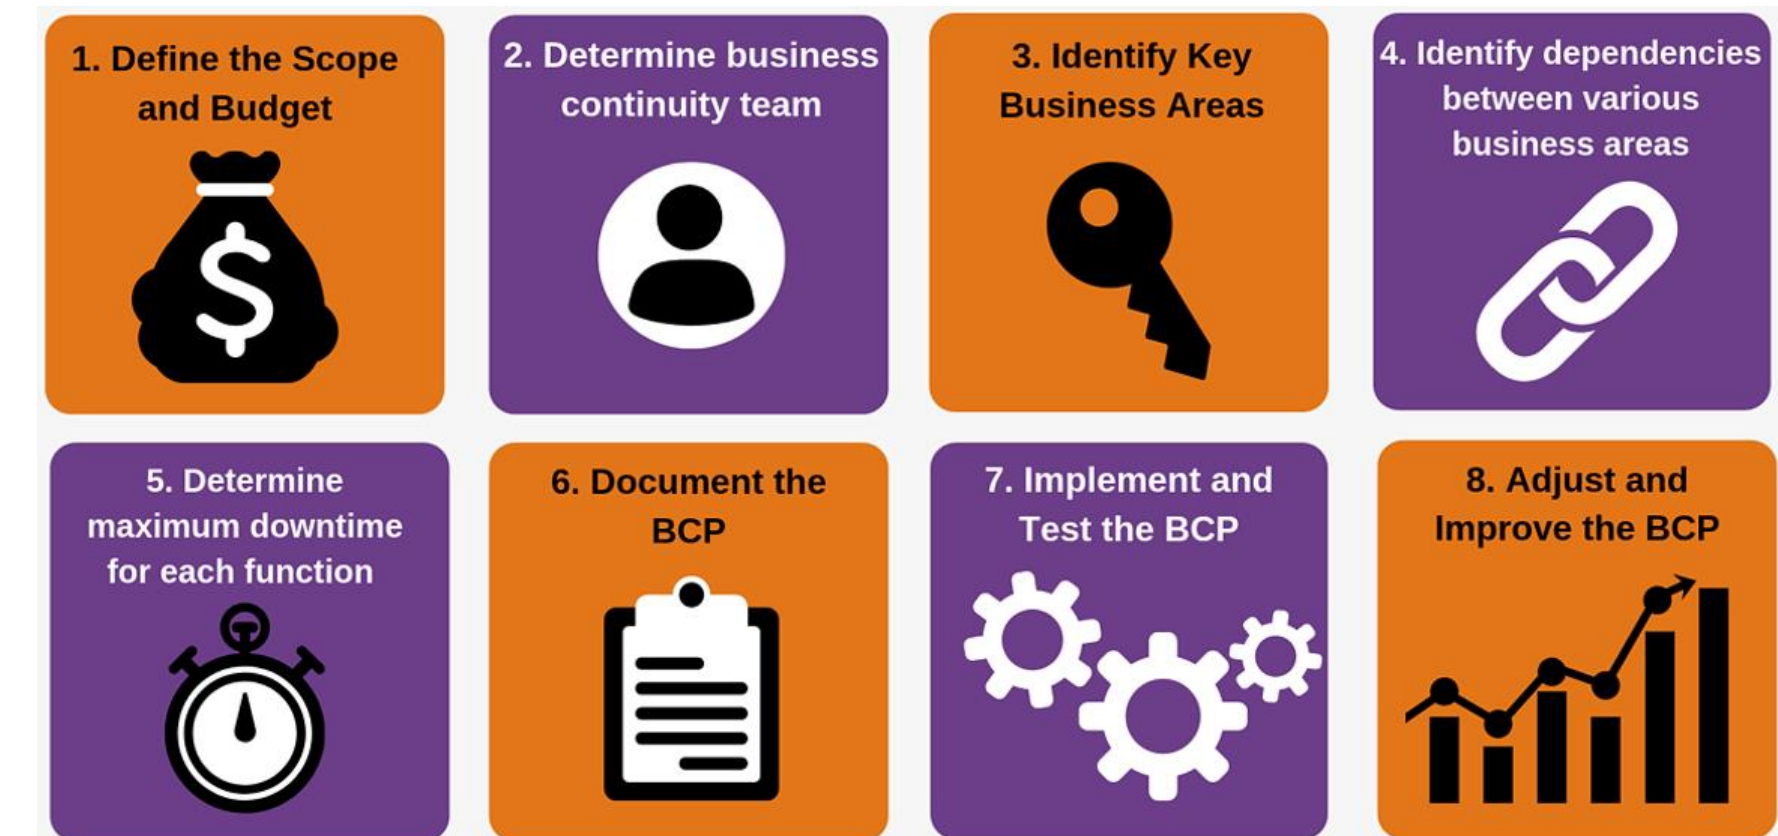 1. Define the Scope
and Budget
$
2. Determine business
continuity team
3. Identify Key
Business Areas
4. Identify dependencies
between various
business areas
5. Determine
maximum downtime
for each function
6. Document the
BCP
7. Implement and
Test the BCP
8. Adjust and
Improve the BCP